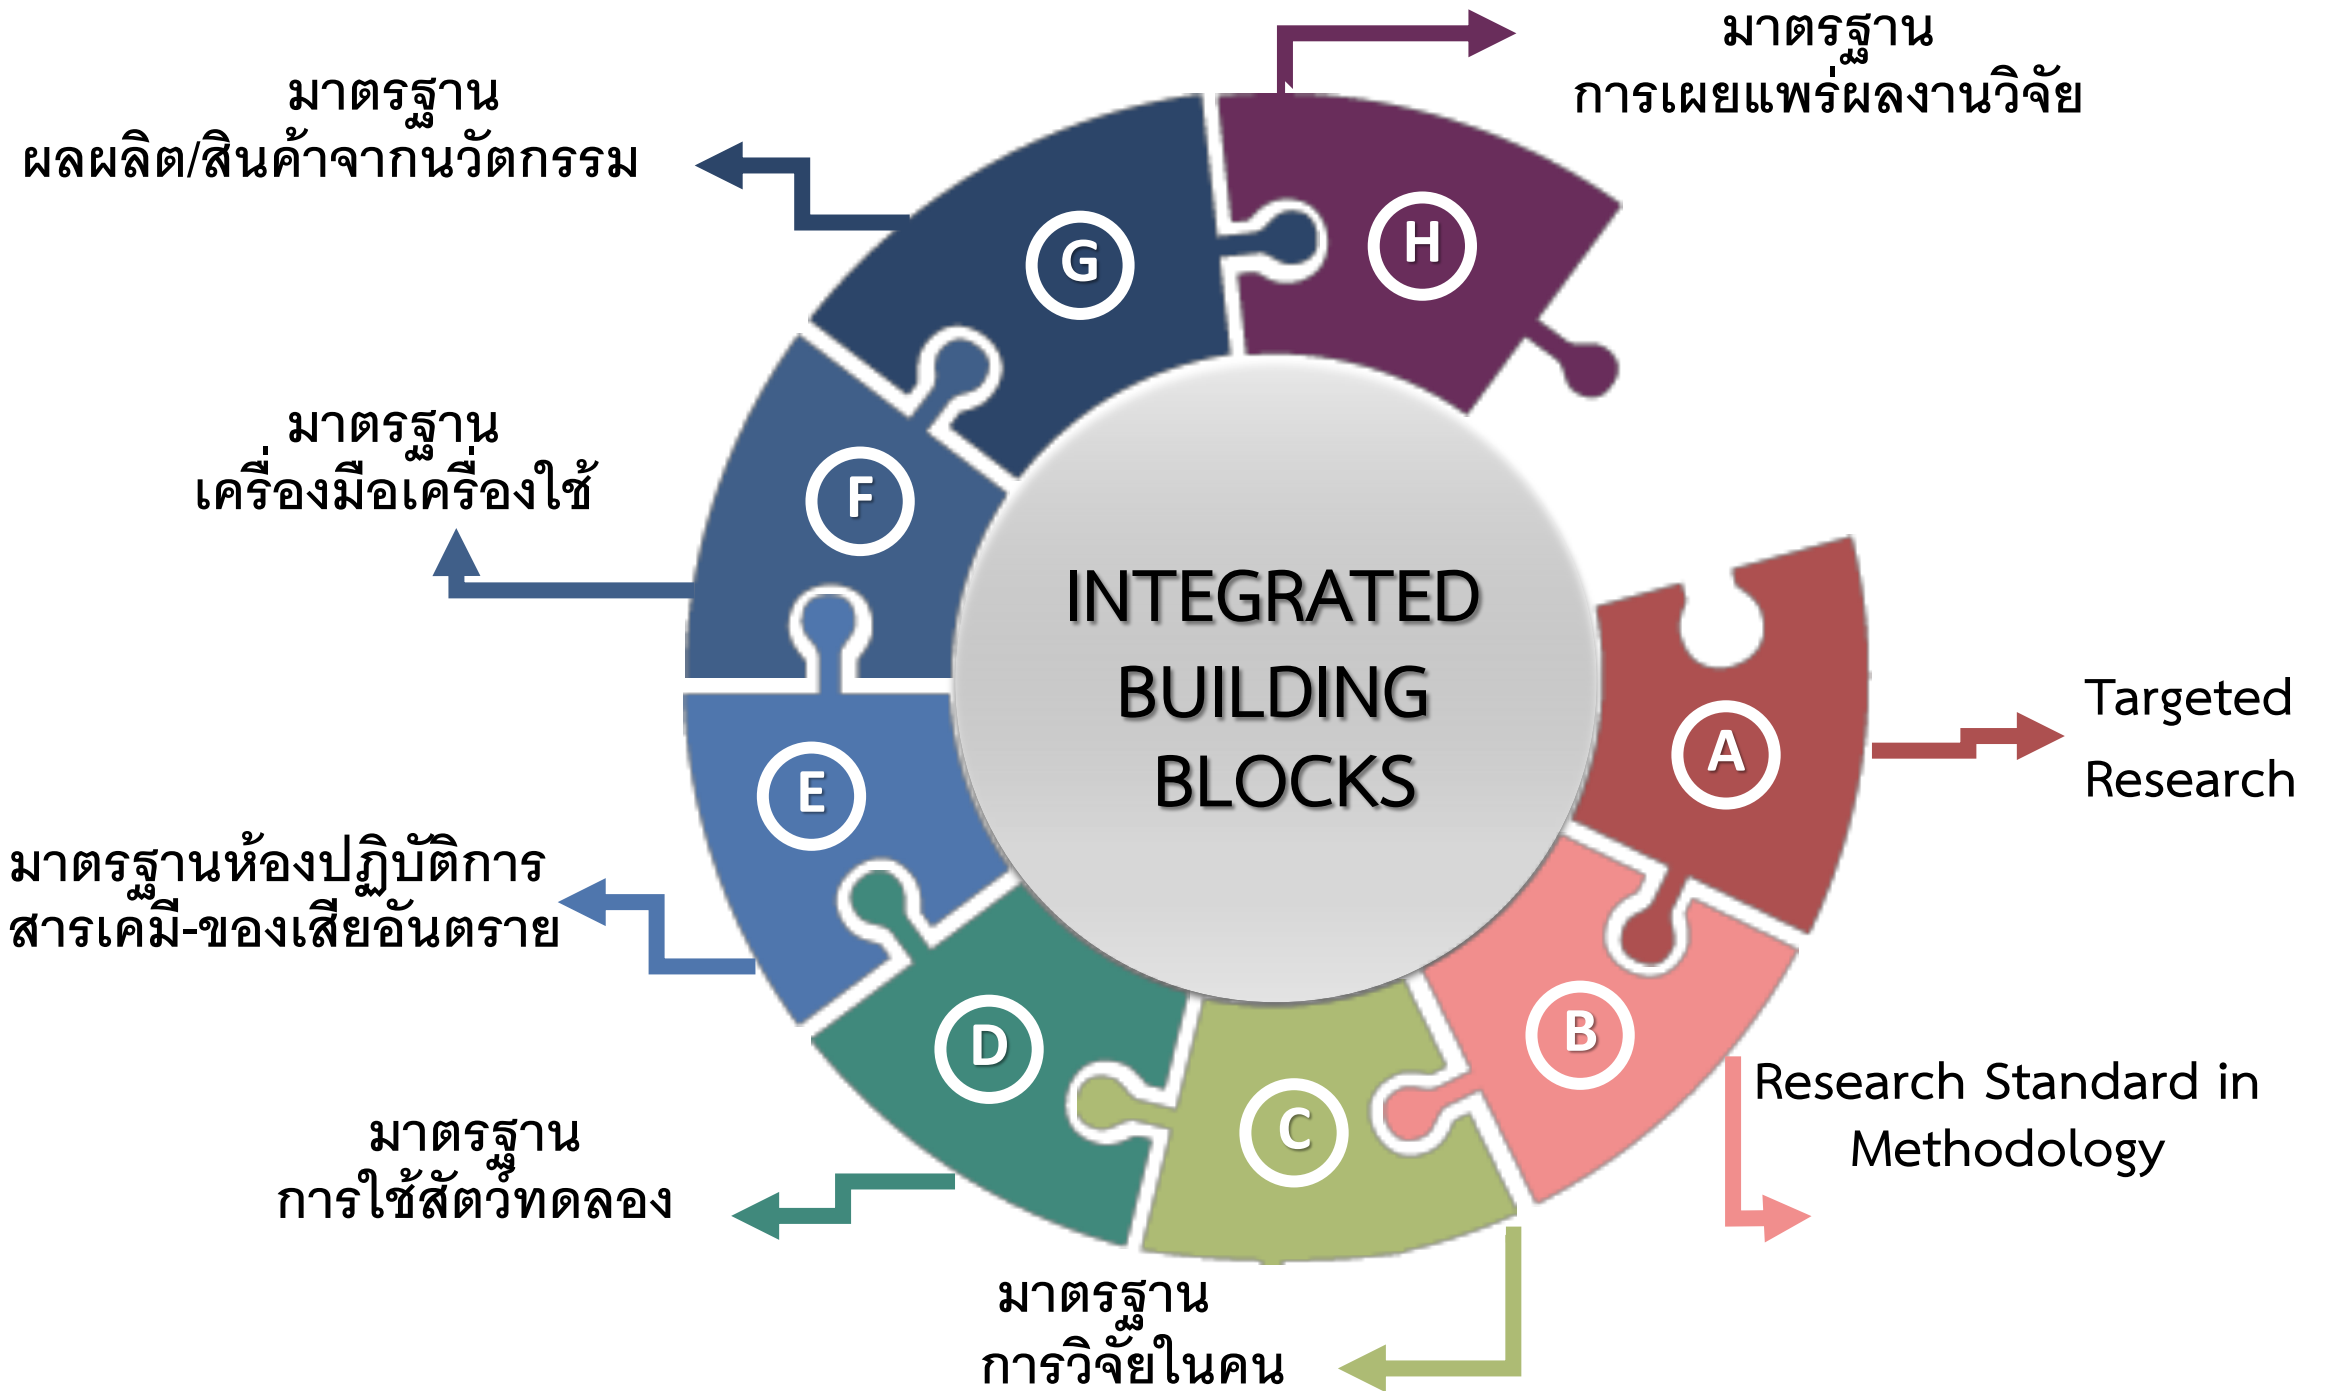 มาตรฐาน
การเผยแพร่ผลงานวิจัย
มาตรฐาน
ผลผลิต/สินค้าจากนวัตกรรม
H
G
มาตรฐาน
เครื่องมือเครื่องใช้
F
INTEGRATED
BUILDING
BLOCKS
A
Targeted
Research
E
มาตรฐานห้องปฏิบัติการ
สารเคมี-ของเสียอันตราย
D
B
C
Research Standard in
Methodology
มาตรฐาน
การใช้สัตว์ทดลอง
มาตรฐาน
การวิจัยในคน